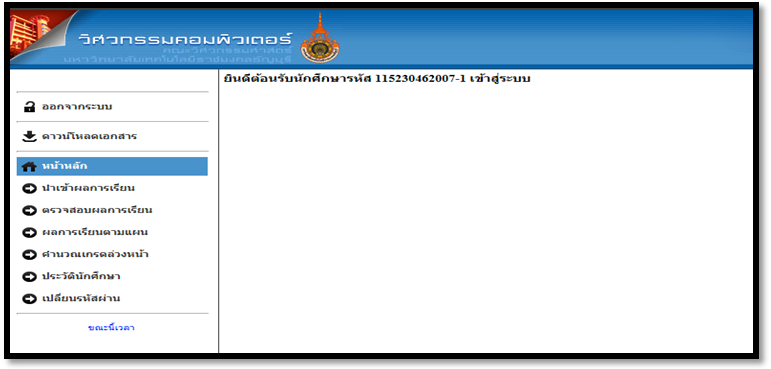 วิศวกรรมคอมพิวเตอร์
คณะวิศวกรรมศาสตร์
มหาวิทยาลัยเทคโนโลยีราชมงคลธัญบุรี
ยินดีต้อนรับนักศึกษารหัส 115230462007-1 เข้าสู่ระบบ
ออกจากระบบ
ดาวน์โหลดเอกสาร
หน้าหลัก
นำเข้าผลการเรียน
ตรวจสอบผลการเรียน
ผลการเรียนตามแผน
คำนวณเกรดล่วงหน้า
ประวัตินักศึกษา
เปลี่ยนรหัสผ่าน
ขณะนี้เวลา